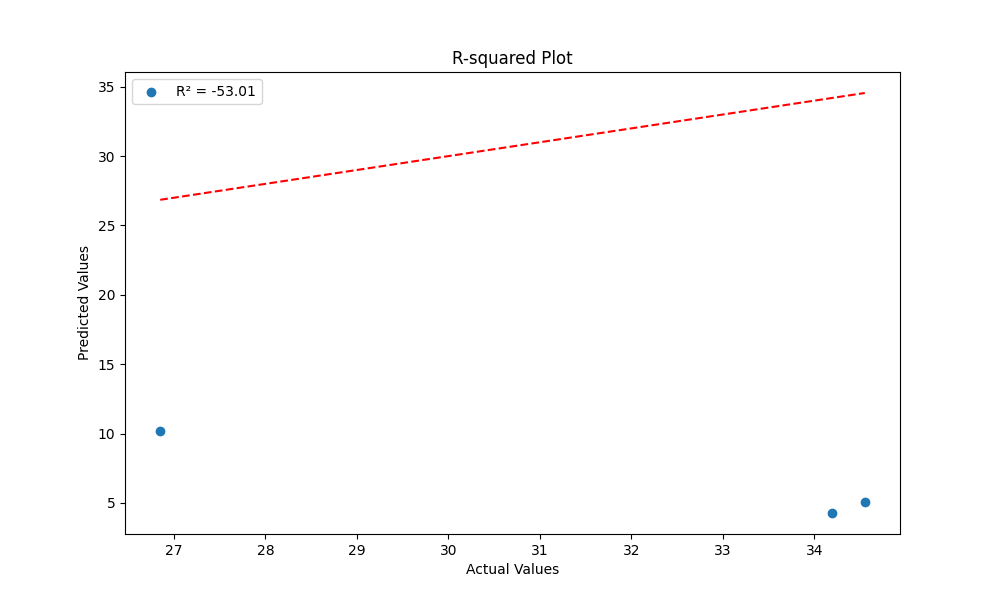 R-squared Plot
R² = -53.01
35
30
25
20
15
10
5
Predicted Values
27 28 29 30 31 32 33 34
Actual Values